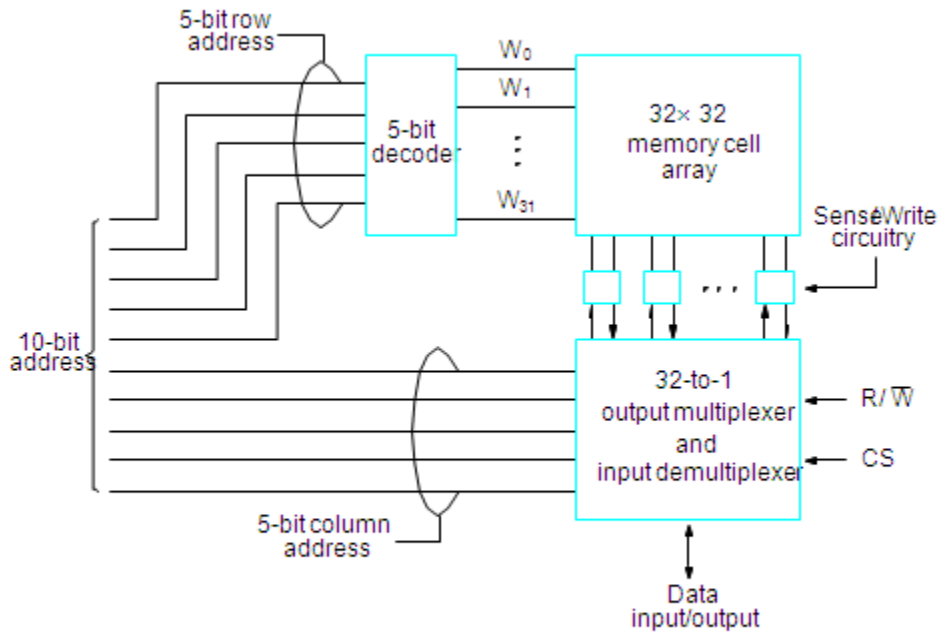 5-bit row
address
W0
W1
5-bit
decoder
W31
32× 32
memory cell
array
Sense/Write
circuitry
10-bit
address
32-to-1
output multiplexer
and
input demultiplexer
R/ W̅
CS
5-bit column
address
Data
input/output